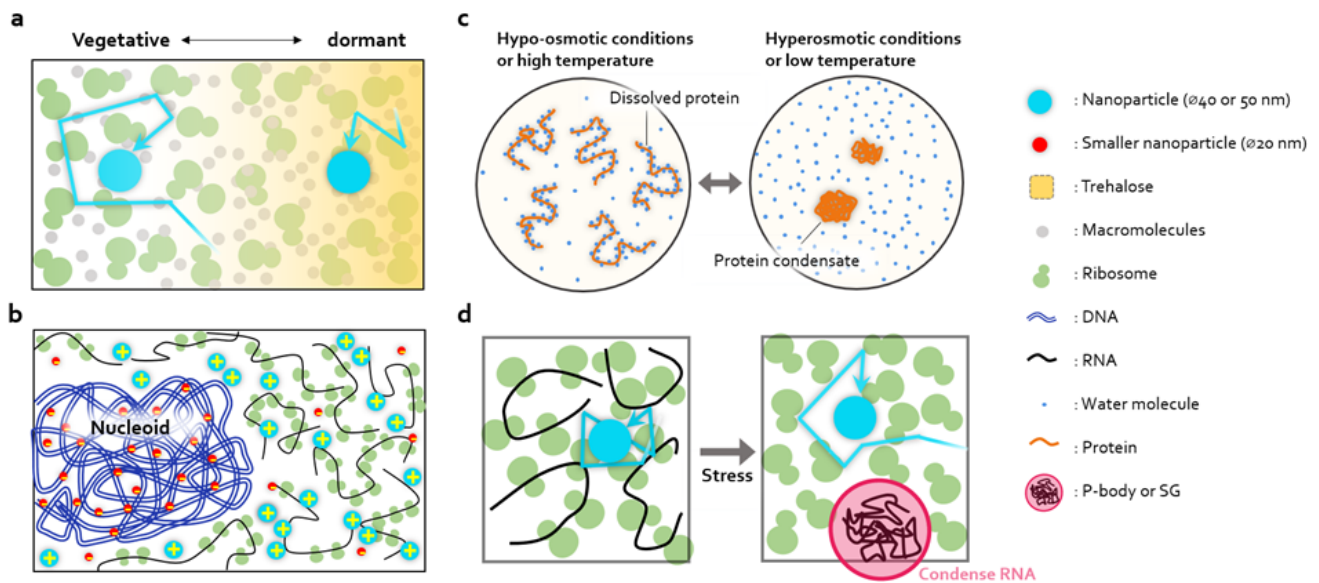 a
Vegetative
dormant
b
Nucleoid
c
Hypo-osmotic conditions
or high temperature
Hyperosmotic conditions
or low temperature
Dissolved protein
Protein condensate
d
Stress
Condense RNA
: Nanoparticle (ø40 or 50 nm)
: Smaller nanoparticle (ø20 nm)
: Trehalose
: Macromolecules
: Ribosome
: DNA
: RNA
: Water molecule
: Protein
: P-body or SG